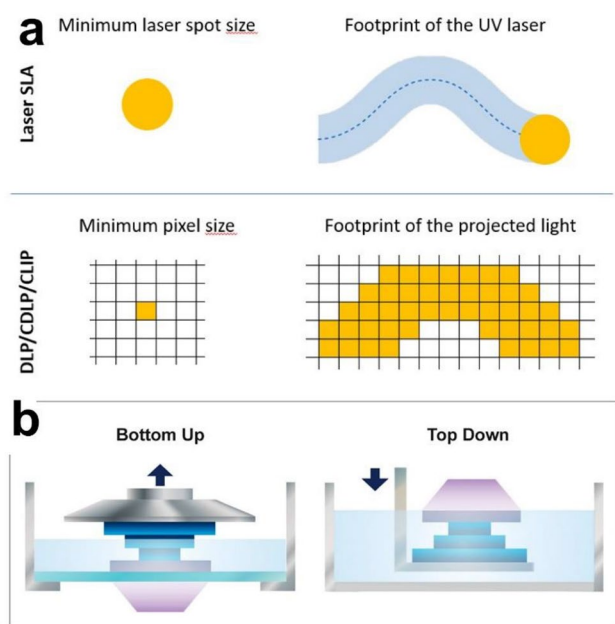 a
Minimum laser spot size
Footprint of the UV laser
Laser SLA
Minimum pixel size
Footprint of the projected light
DLP/CDLP/CLIP
b
Bottom Up
Top Down